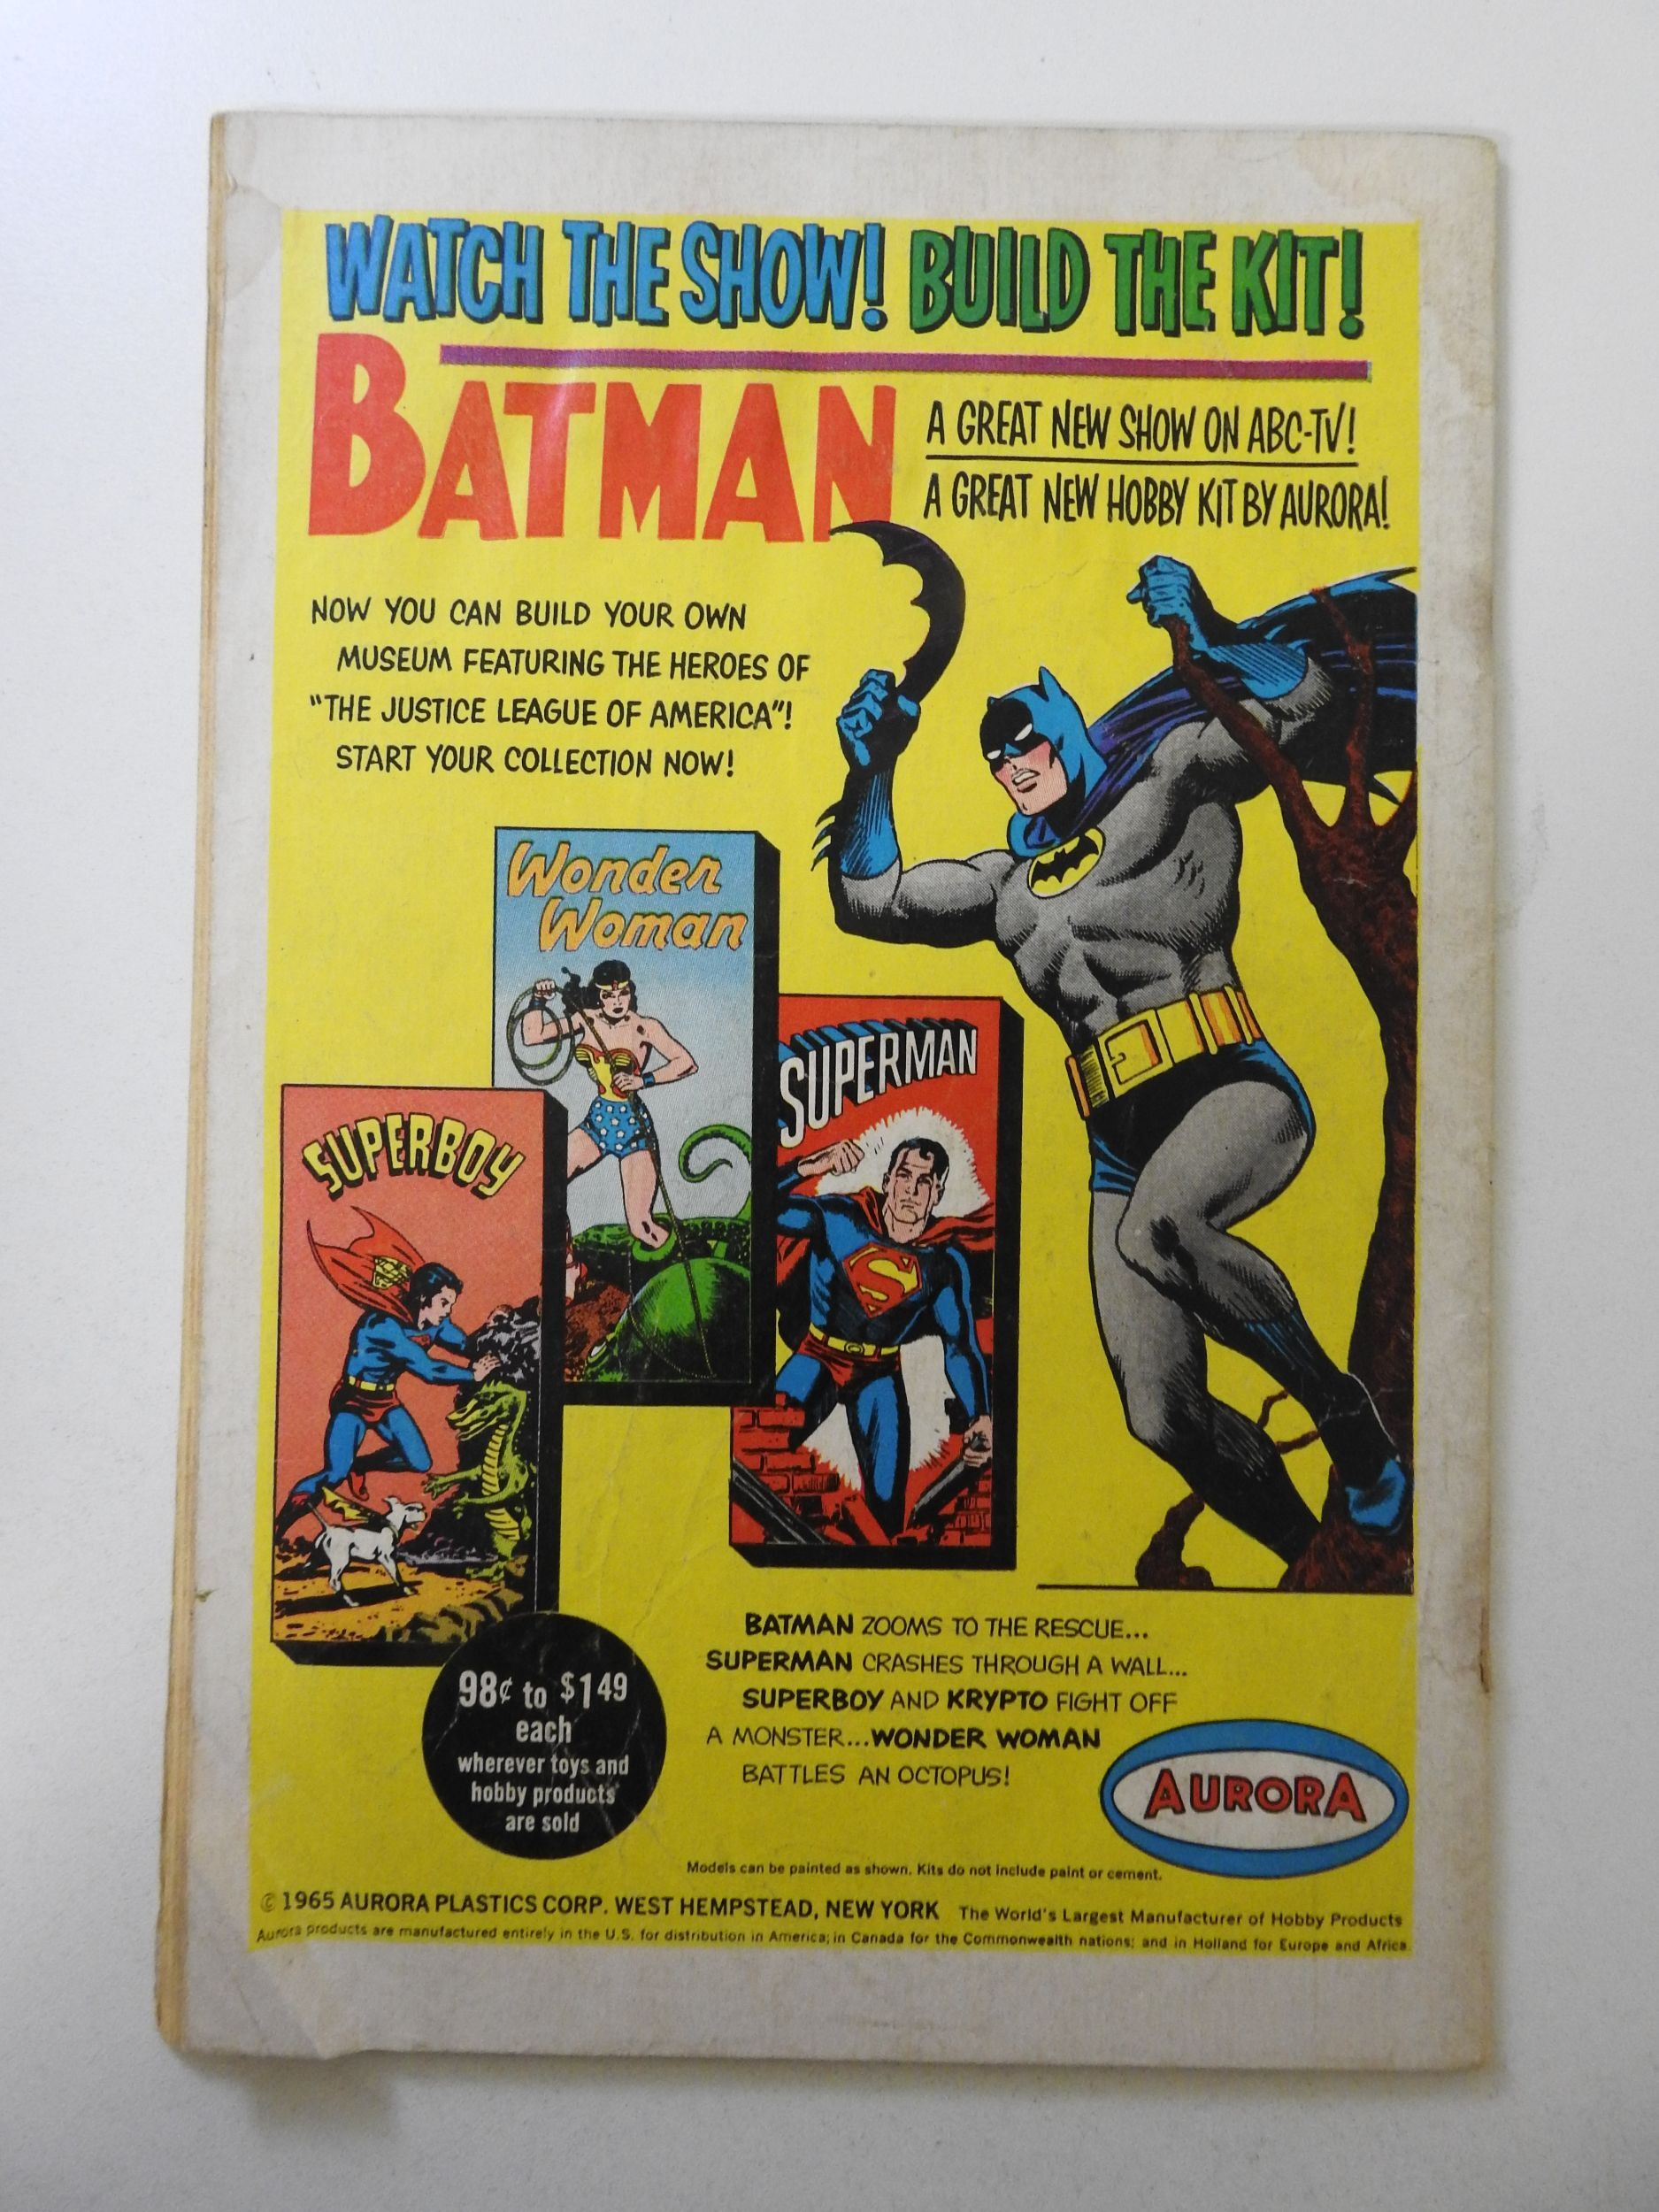 WATCH THE SHOW! BUILD THE KIT!
BATMAN
A GREAT NEW SHOW ON ABC-TV!
A GREAT NEW HOBBY KIT BY AURORA!
NOW YOU CAN BUILD YOUR OWN
MUSEUM FEATURING THE HEROES OF
"THE JUSTICE LEAGUE OF AMERICA"!
START YOUR COLLECTION NOW!
Wonder
Woman
SUPERMAN
S
SUPERBOY
98¢ to $149
each
wherever toys and
hobby products
are sold
BATMAN ZOOMS TO THE RESCUE...
SUPERMAN CRASHES THROUGH A WALL...
SUPERBOY AND KRYPTO FIGHT OFF
A MONSTER...WONDER WOMAN
BATTLES AN OCTOPUS!
AURORA
Models can be painted as shown. Kits do not include paint or cement.
© 1965 AURORA PLASTICS CORP. WEST HEMPSTEAD, NEW YORK The World's Largest Manufacturer of Hobby Products
Aurora products are manufactured entirely in the U.S. for distribution in America; in Canada for the Commonwealth nations; and in Holland for Europe and Africa.